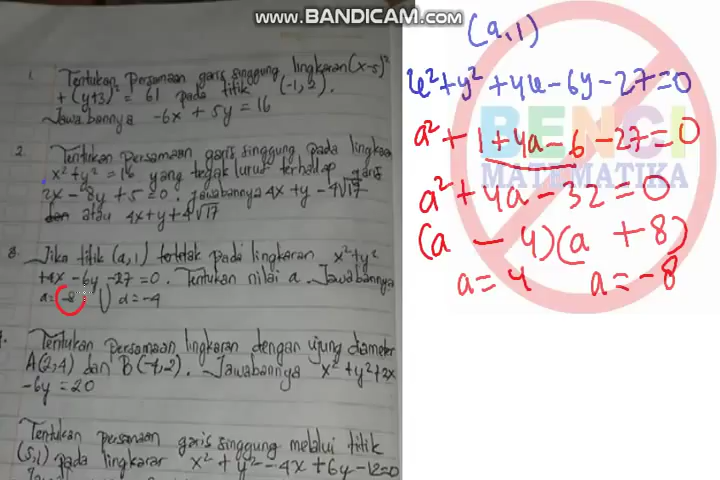 www.BANDICAM.com
1. Tentukan persamaan garis singgung lingkaran (x-5)²
+ (y+3)² = 61 pada titik (-1,2).
Jawabannya -6x + 5y = 16
2. Tentukan persamaan garis singgung pada lingkaran
x² + y² = 16 yang tegak lurus terhadap garis
2x - 8y + 5 = 0. Jawabannya 4x + y - 4√17
atau 4x + y + 4√17
3. Jika titik (a,1) terletak pada lingkaran x² + y²
+4x - 6y - 27 = 0. Tentukan nilai a. Jawabannya
a = -8 a = -4
Tentukan persamaan lingkaran dengan ujung diameter
A(2,4) dan B(-4,2). Jawabannya x² + y² + 2x
-6y = 20
Tentukan persamaan garis singgung melalui titik
(5,1) pada lingkaran x² + y² - 4x + 6y - 12 = 0
(a,1)
x² + y² + 4x - 6y - 27 = 0
a² + 1 + 4a - 6 - 27 = 0
a² + 4a - 32 = 0
(a - 4)(a + 8)
a = 4 a = -8
BENCI
MATEMATIKA